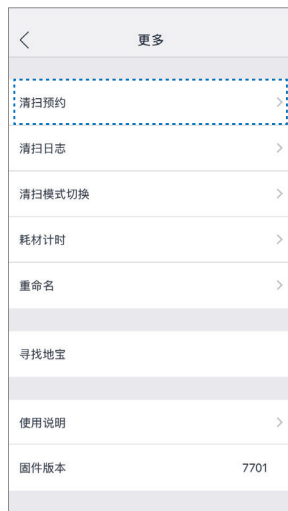 更多
清扫预约
清扫日志
清扫模式切换
耗材计时
重命名
寻找地宝
使用说明
固件版本 7701